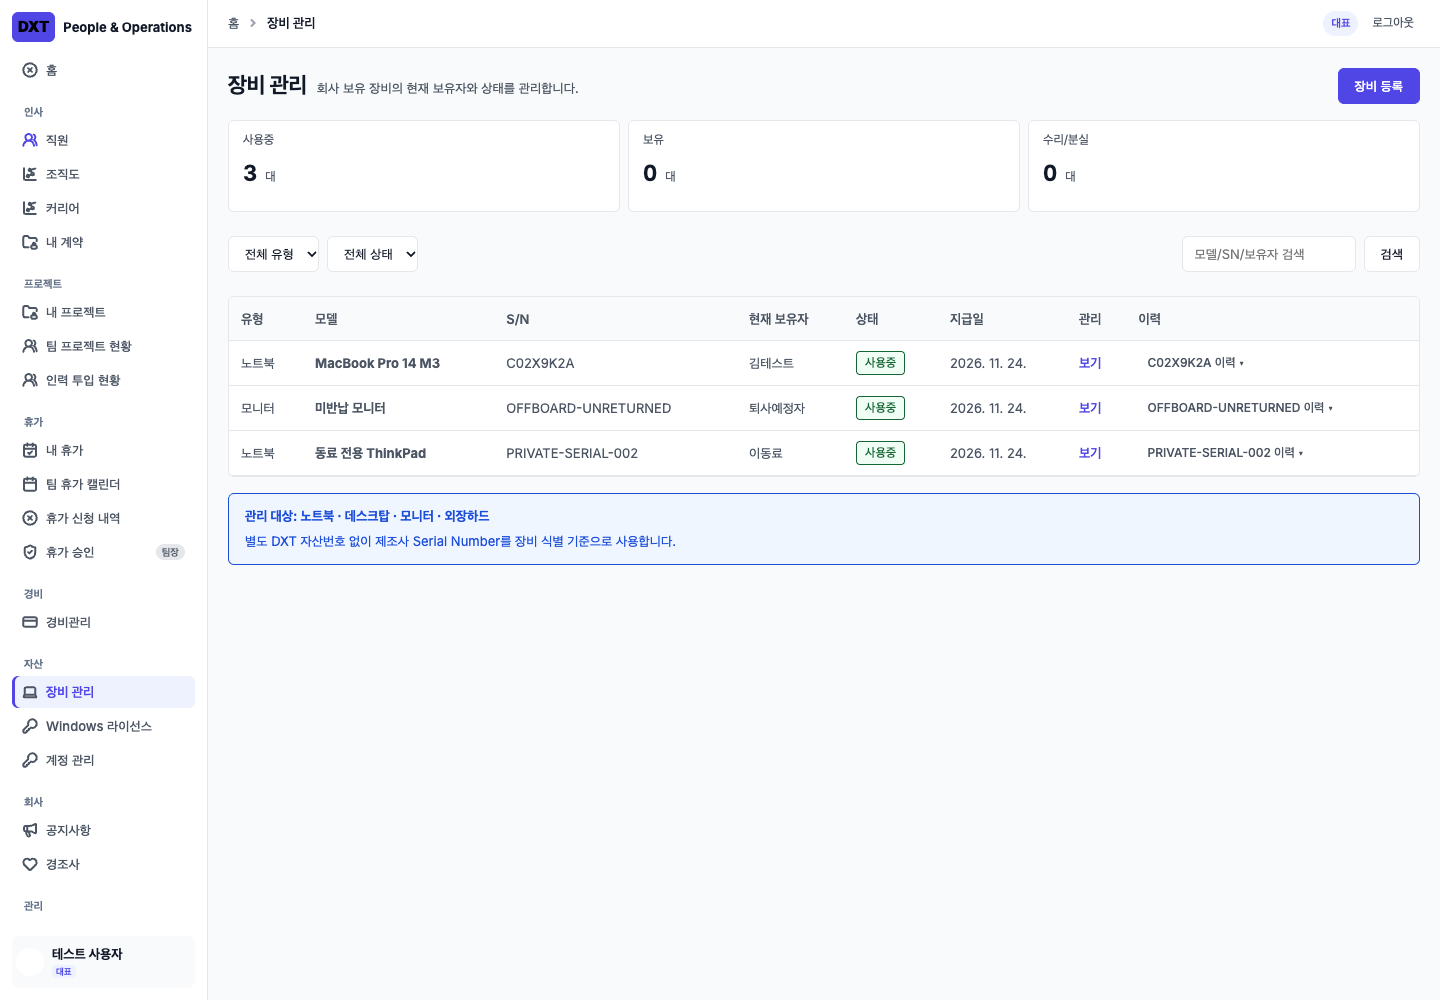 DXT People & Operations
홈
인사
직원
조직도
커리어
내 계약
프로젝트
내 프로젝트
팀 프로젝트 현황
인력 투입 현황
휴가
내 휴가
팀 휴가 캘린더
휴가 신청 내역
휴가 승인 팀장
경비
경비관리
자산
장비 관리
Windows 라이선스
계정 관리
회사
공지사항
경조사
관리
테스트 사용자
대표
홈 > 장비 관리
대표 로그아웃
장비 관리 회사 보유 장비의 현재 보유자와 상태를 관리합니다.
장비 등록
사용중
3 대
보유
0 대
수리/분실
0 대
전체 유형 전체 상태 모델/SN/보유자 검색 검색
유형 모델 S/N 현재 보유자 상태 지급일 관리 이력
노트북 MacBook Pro 14 M3 C02X9K2A 김테스트 사용중 2026. 11. 24. 보기 C02X9K2A 이력 ▾
모니터 미반납 모니터 OFFBOARD-UNRETURNED 퇴사예정자 사용중 2026. 11. 24. 보기 OFFBOARD-UNRETURNED 이력 ▾
노트북 동료 전용 ThinkPad PRIVATE-SERIAL-002 이동료 사용중 2026. 11. 24. 보기 PRIVATE-SERIAL-002 이력 ▾
관리 대상: 노트북 · 데스크탑 · 모니터 · 외장하드
별도 DXT 자산번호 없이 제조사 Serial Number를 장비 식별 기준으로 사용합니다.